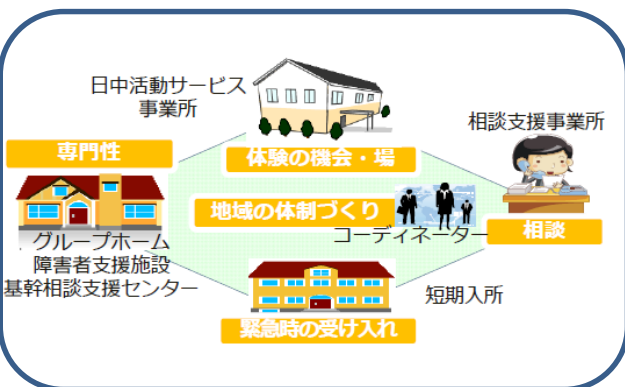 日中活動サービス
事業所
体験の機会・場
相談支援事業所
相談
専門性
グループホーム
障害者支援施設
基幹相談支援センター
地域の体制づくり
コーディネーター
短期入所
緊急時の受け入れ